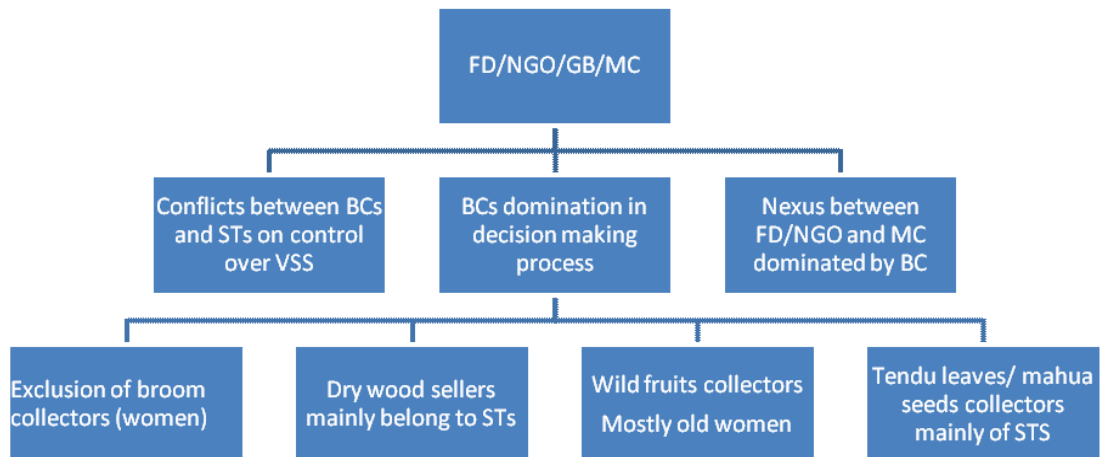 FD/NGO/GB/MC
Conflicts between BCs
and STs on control
over VSS
BCs domination in
decision making
process
Nexus between
FD/NGO and MC
dominated by BC
Exclusion of broom
collectors (women)
Dry wood sellers
mainly belong to STs
Wild fruits collectors
Mostly old women
Tendu leaves/ mahua
seeds collectors
mainly of STS